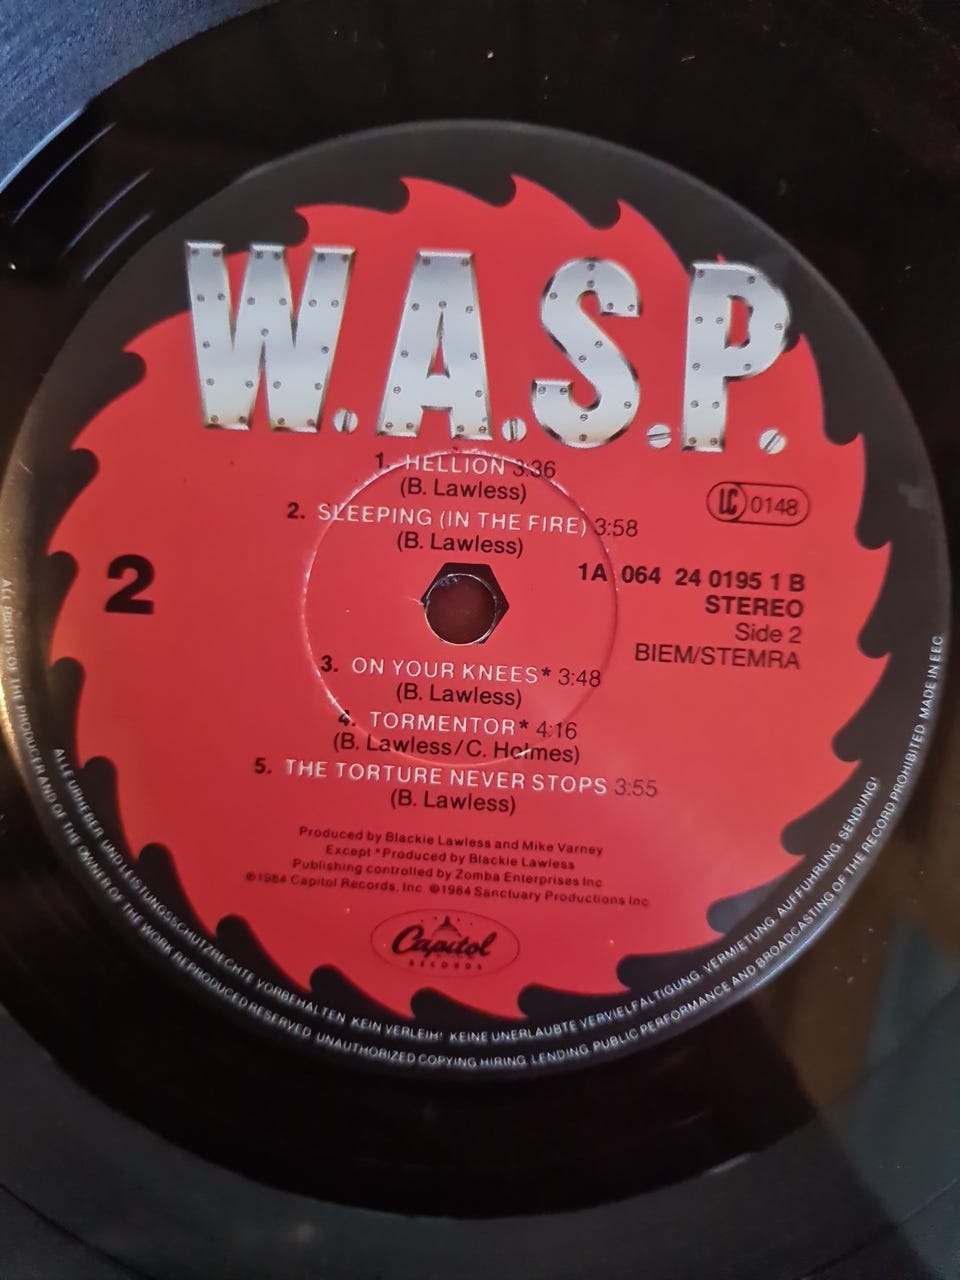 W.A.S.P.
1. HELLION 3:36
(B. Lawless)
2. SLEEPING (IN THE FIRE) 3:58
(B. Lawless)
LC 0148
2
1A 064 24 0195 1 B
STEREO
Side 2
BIEM/STEMRA
3. ON YOUR KNEES* 3:48
(B. Lawless)
4. TORMENTOR* 4:16
(B. Lawless/C. Holmes)
5. THE TORTURE NEVER STOPS 3:55
(B. Lawless)
Produced by Blackie Lawless and Mike Varney
Except *Produced by Blackie Lawless
Publishing controlled by Zomba Enterprises Inc
℗1984 Capitol Records, Inc. ©1984 Sanctuary Productions Inc
Capitol
RECORDS
ALLE URHEBER UND LEISTUNGSSCHUTZRECHTE VORBEHALTEN. KEIN VERLEIH! KEINE UNERLAUBTE VERVIELFÄLTIGUNG, VERMIETUNG, AUFFÜHRUNG, SENDUNG!
ALL RIGHTS OF THE PRODUCER AND OF THE OWNER OF THE WORK REPRODUCED RESERVED. UNAUTHORIZED COPYING HIRING, LENDING, PUBLIC PERFORMANCE AND BROADCASTING OF THE RECORD PROHIBITED. MADE IN EEC.